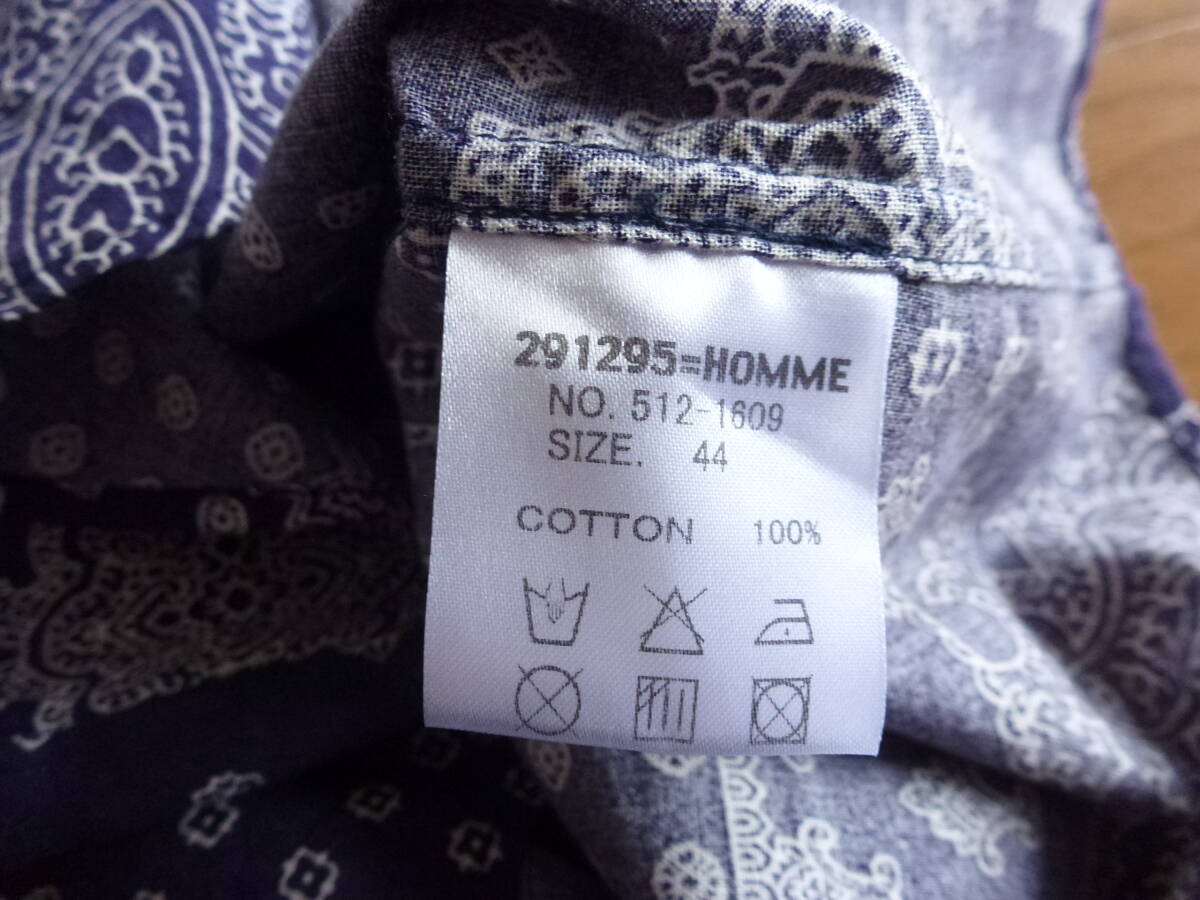 291295=HOMME
NO. 512-1609
SIZE. 44
COTTON 100%